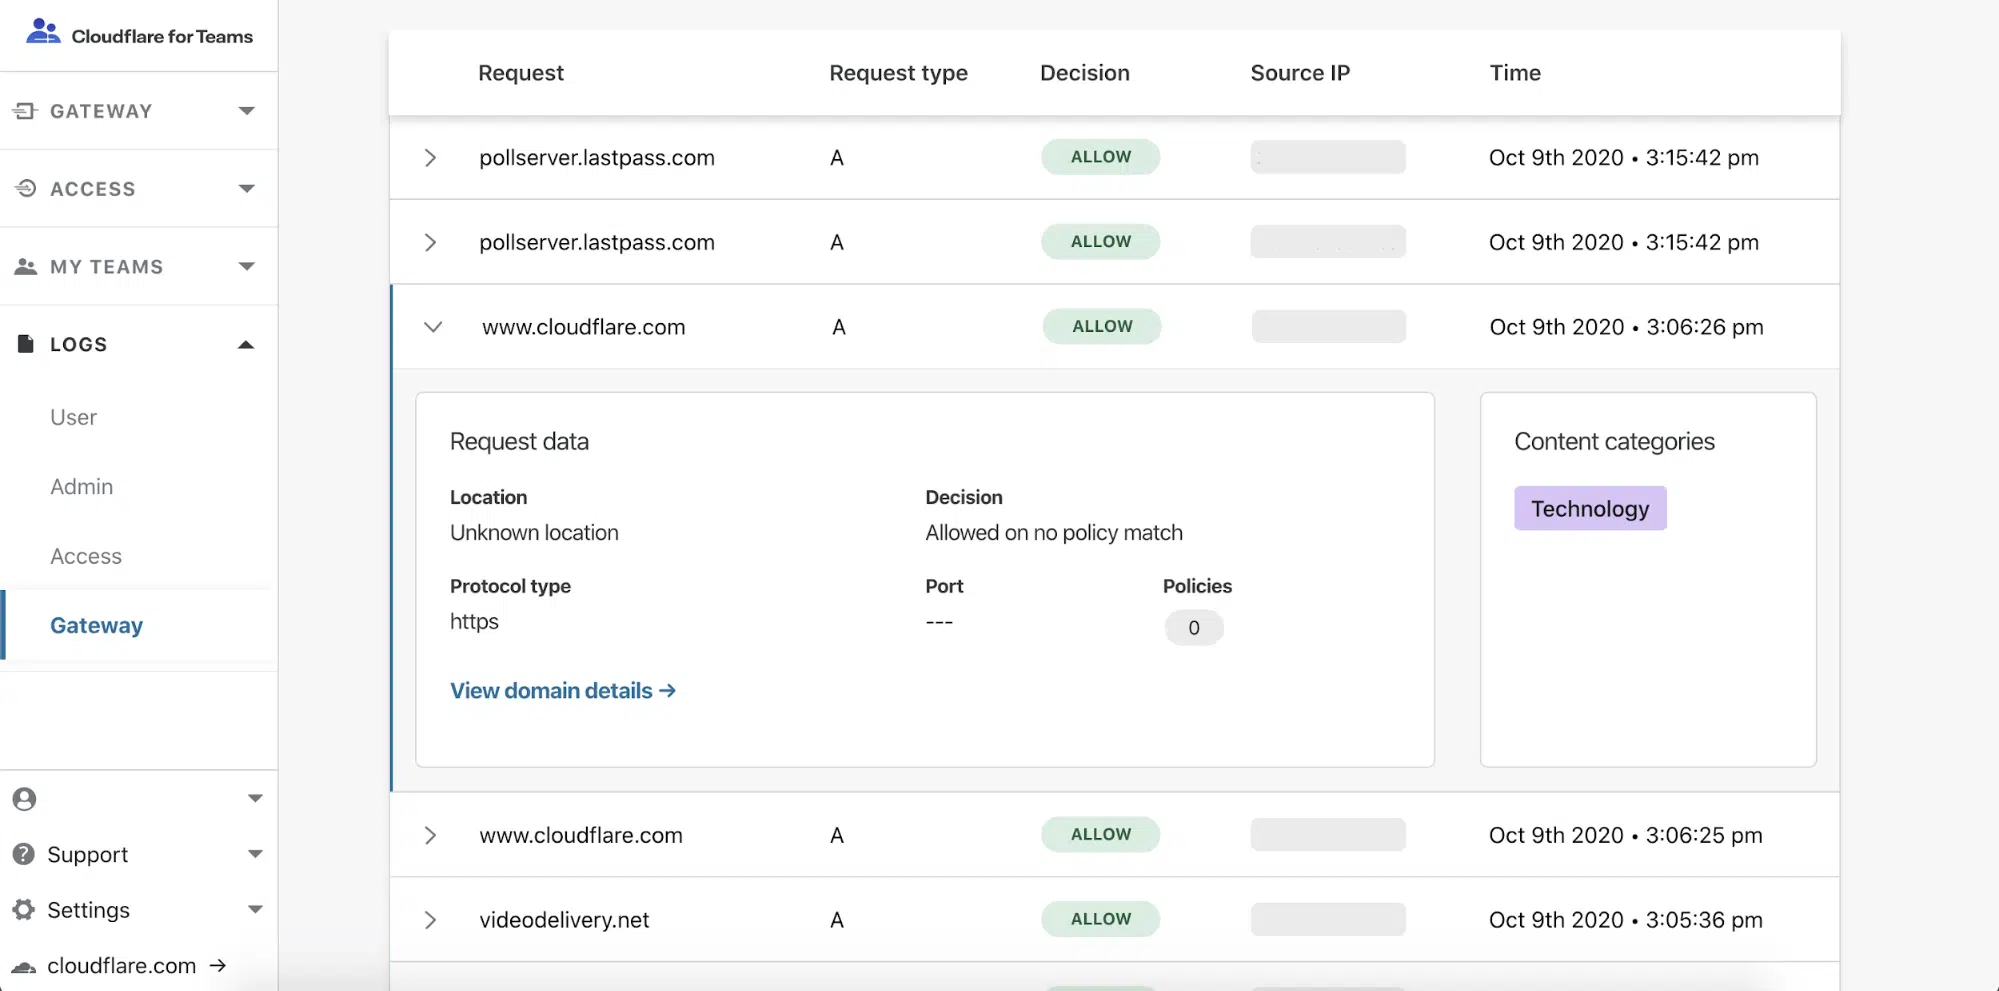 Cloudflare for Teams
GATEWAY
ACCESS
MY TEAMS
LOGS
User
Admin
Access
Gateway
Support
Settings
cloudflare.com →
Request Request type Decision Source IP Time
pollserver.lastpass.com A ALLOW Oct 9th 2020 • 3:15:42 pm
pollserver.lastpass.com A ALLOW Oct 9th 2020 • 3:15:42 pm
www.cloudflare.com A ALLOW Oct 9th 2020 • 3:06:26 pm
Request data
Location Decision
Unknown location Allowed on no policy match
Protocol type Port Policies
https --- 0
View domain details →
Content categories
Technology
www.cloudflare.com A ALLOW Oct 9th 2020 • 3:06:25 pm
videodelivery.net A ALLOW Oct 9th 2020 • 3:05:36 pm